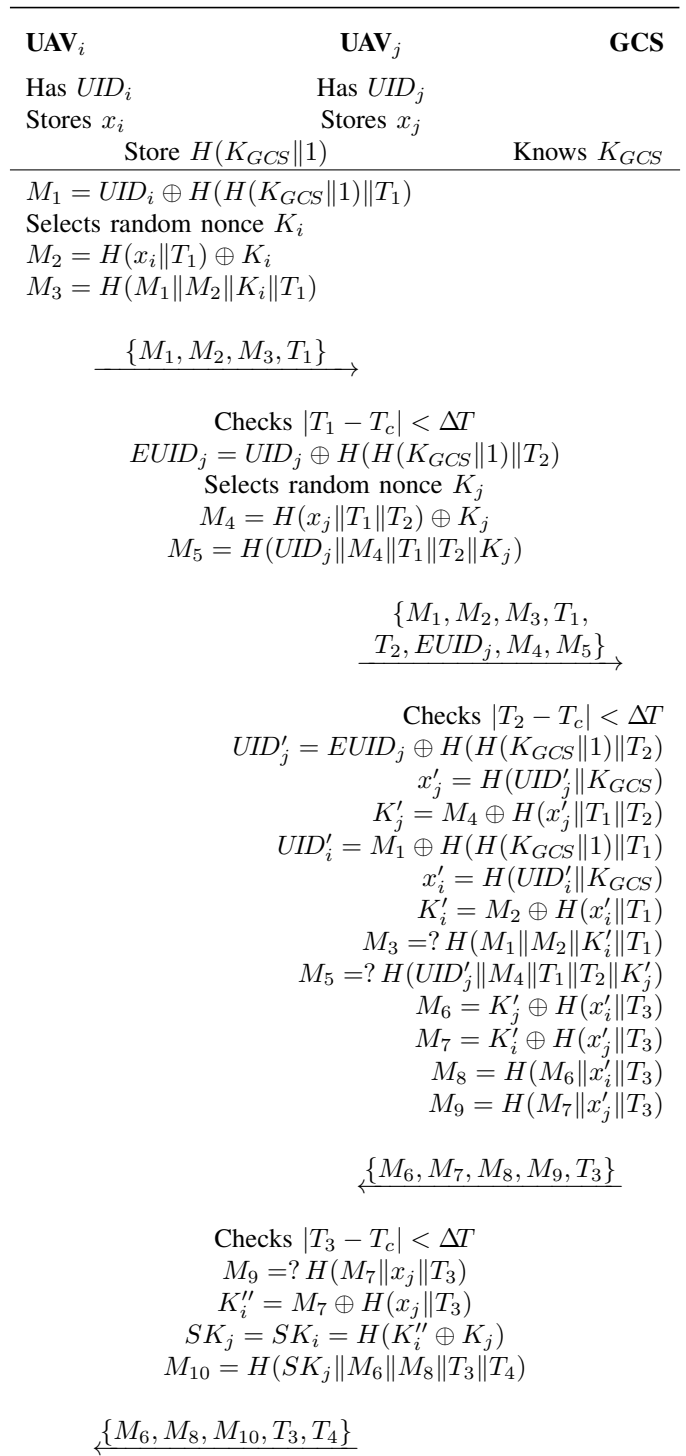 UAV_i UAV_j GCS
Has UID_i Has UID_j
Stores x_i Stores x_j
Store H(K_GCS‖1) Knows K_GCS
M_1 = UID_i ⊕ H(H(K_GCS‖1)‖T_1)
Selects random nonce K_i
M_2 = H(x_i‖T_1) ⊕ K_i
M_3 = H(M_1‖M_2‖K_i‖T_1)
{M_1, M_2, M_3, T_1}
Checks |T_1 − T_c| < ΔT
EUID_j = UID_j ⊕ H(H(K_GCS‖1)‖T_2)
Selects random nonce K_j
M_4 = H(x_j‖T_1‖T_2) ⊕ K_j
M_5 = H(UID_j‖M_4‖T_1‖T_2‖K_j)
{M_1, M_2, M_3, T_1,
T_2, EUID_j, M_4, M_5}
Checks |T_2 − T_c| < ΔT
UID′_j = EUID_j ⊕ H(H(K_GCS‖1)‖T_2)
x′_j = H(UID′_j‖K_GCS)
K′_j = M_4 ⊕ H(x′_j‖T_1‖T_2)
UID′_i = M_1 ⊕ H(H(K_GCS‖1)‖T_1)
x′_i = H(UID′_i‖K_GCS)
K′_i = M_2 ⊕ H(x′_i‖T_1)
M_3 =? H(M_1‖M_2‖K′_i‖T_1)
M_5 =? H(UID′_j‖M_4‖T_1‖T_2‖K′_j)
M_6 = K′_j ⊕ H(x′_i‖T_3)
M_7 = K′_i ⊕ H(x′_j‖T_3)
M_8 = H(M_6‖x′_i‖T_3)
M_9 = H(M_7‖x′_j‖T_3)
{M_6, M_7, M_8, M_9, T_3}
Checks |T_3 − T_c| < ΔT
M_9 =? H(M_7‖x_j‖T_3)
K″_i = M_7 ⊕ H(x_j‖T_3)
SK_j = SK_i = H(K″_i ⊕ K_j)
M_10 = H(SK_j‖M_6‖M_8‖T_3‖T_4)
{M_6, M_8, M_10, T_3, T_4}